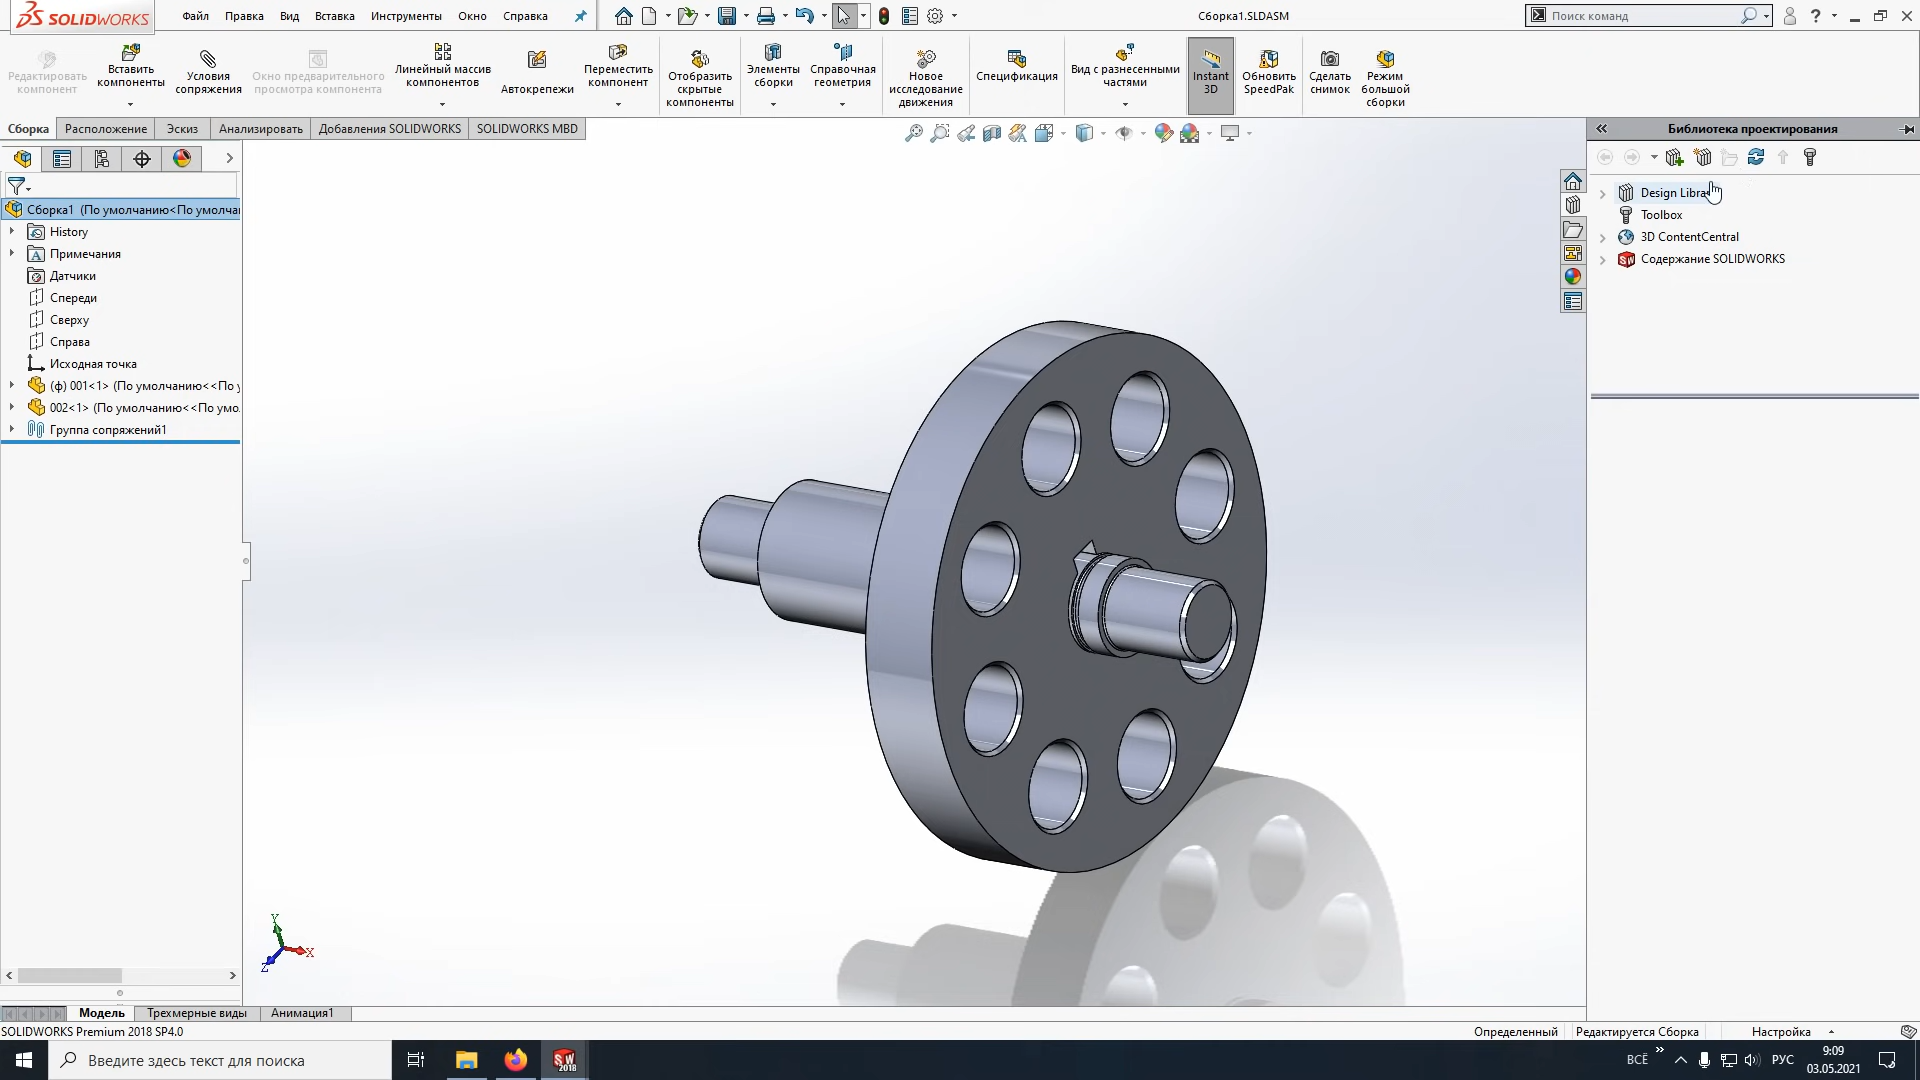 SOLIDWORKS
Файл Правка Вид Вставка Инструменты Окно Справка
Сборка1.SLDASM
Поиск команд
Редактировать компонент
Вставить компоненты
Условия сопряжения
Окно предварительного просмотра компонента
Линейный массив компонентов
Автокрепежи
Переместить компонент
Отобразить скрытые компоненты
Элементы сборки
Справочная геометрия
Новое исследование движения
Спецификация
Вид с разнесенными частями
Instant 3D
Обновить SpeedPak
Сделать снимок
Режим большой сборки
Сборка Расположение Эскиз Анализировать Добавления SOLIDWORKS SOLIDWORKS MBD
Библиотека проектирования
Design Libra
Toolbox
3D ContentCentral
Содержание SOLIDWORKS
Сборка1 (По умолчанию<По умолча
History
Примечания
Датчики
Спереди
Сверху
Справа
Исходная точка
(ф) 001<1> (По умолчанию<<По у
002<1> (По умолчанию<<По умо
Группа сопряжений1
Y
X
Z
Модель Трехмерные виды Анимация1
SOLIDWORKS Premium 2018 SP4.0
Определенный Редактируется Сборка Настройка
Введите здесь текст для поиска
SW
2018
ВСЁ
РУС
9:09
03.05.2021